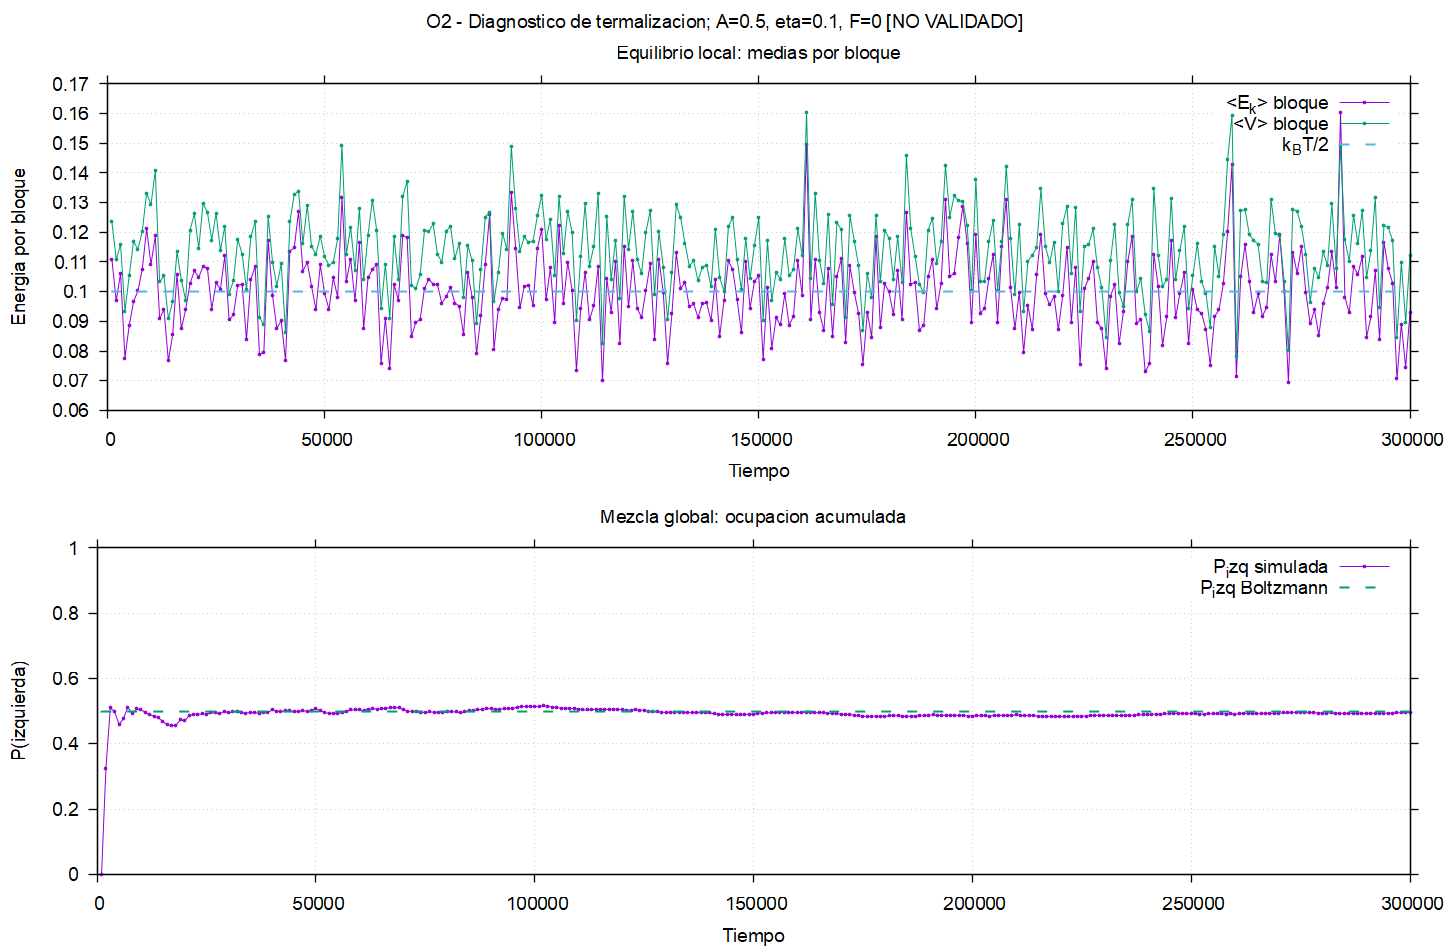 O2 - Diagnostico de termalizacion; A=0.5, eta=0.1, F=0 [NO VALIDADO]
Equilibrio local: medias por bloque
0.17
0.16
0.15
0.14
0.13
0.12
0.11
0.1
0.09
0.08
0.07
0.06
Energia por bloque
<Ek> bloque
<V> bloque
kBT/2
0 50000 100000 150000 200000 250000 300000
Tiempo
Mezcla global: ocupacion acumulada
1
0.8
0.6
0.4
0.2
0
P(izquierda)
Pizq simulada
Pizq Boltzmann
0 50000 100000 150000 200000 250000 300000
Tiempo